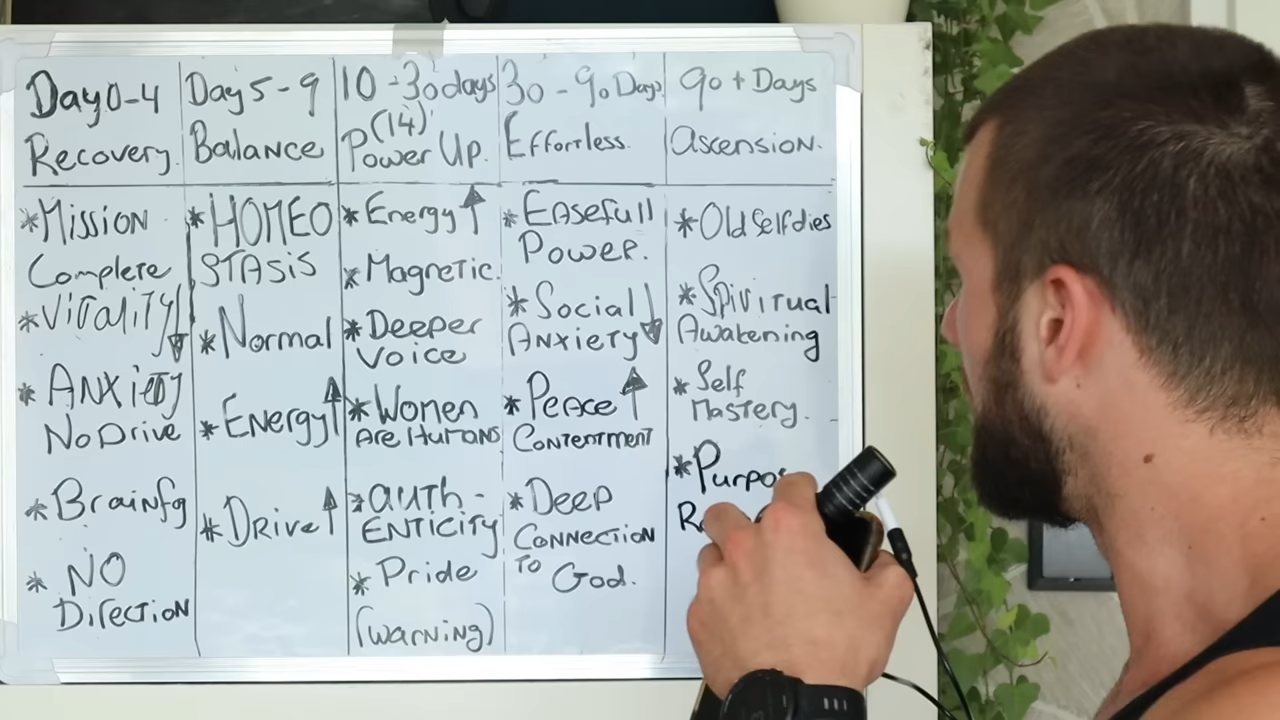 Day 0-4
Recovery.
*Mission
Complete
*Vitality↓
*Anxiety
No Drive
*Brainfg
*NO
Direction
Day 5-9
Balance
*HOMEO
STASIS
*Normal
*Energy↑
*Drive↑
10-30 days
(14)
Power Up.
*Energy↑
*Magnetic.
*Deeper
Voice
*Women
Are Humans
*Auth-
ENTICITY
*Pride
(warning)
30-90 Days
Effortless.
*Easefull
Power.
*Social
Anxiety↓
*Peace↑
Contentment
*Deep
Connection
To God.
90+ Days
Ascension.
*Old Self dies
*Spiviritual
Awakening
*Self
Mastery.